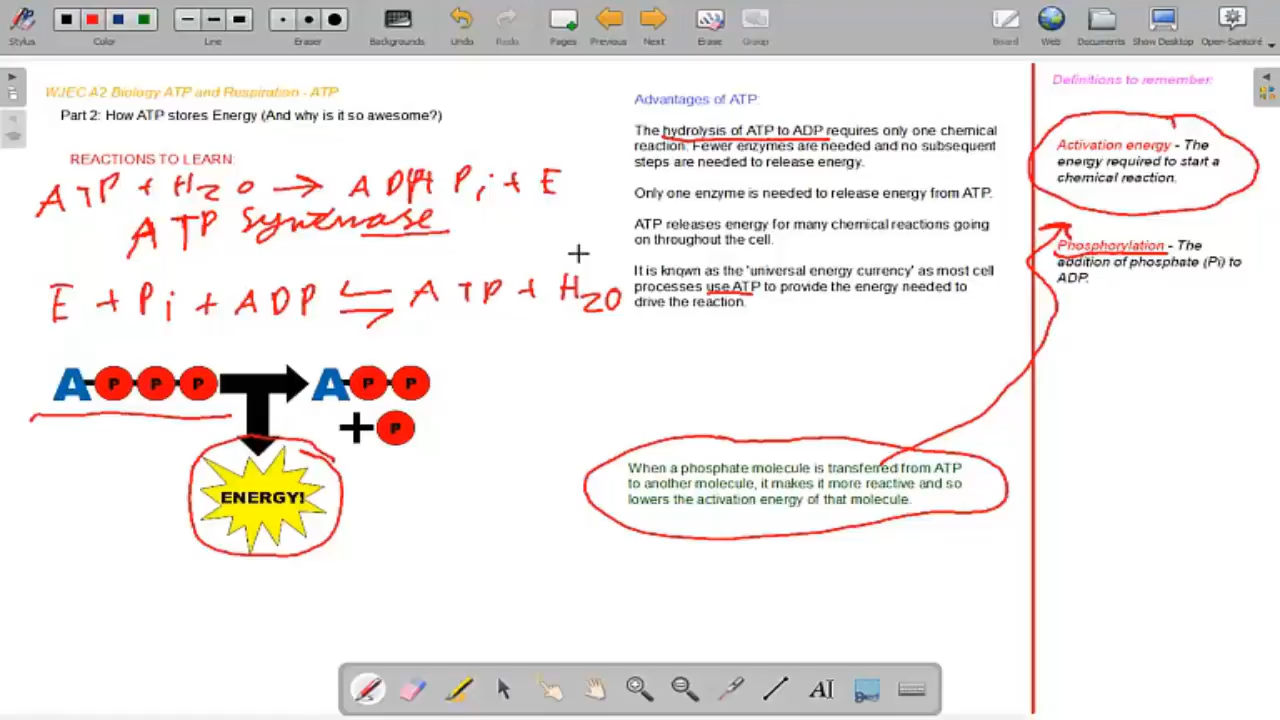 Stylus Color Line Eraser Backgrounds Undo Redo Pages Previous Next Erase Group Board Web Documents Show Desktop Open-Sankoré
WJEC A2 Biology ATP and Respiration - ATP
Part 2: How ATP stores Energy (And why is it so awesome?)
REACTIONS TO LEARN:
ATP + H2O → ADP+ Pi + E
ATP synthase
E + Pi + ADP ⇌ ATP + H2O
A P P P
A P P
+ P
ENERGY!
Advantages of ATP:
The hydrolysis of ATP to ADP requires only one chemical
reaction. Fewer enzymes are needed and no subsequent
steps are needed to release energy.
Only one enzyme is needed to release energy from ATP.
ATP releases energy for many chemical reactions going
on throughout the cell.
It is known as the 'universal energy currency' as most cell
processes use ATP to provide the energy needed to
drive the reaction.
When a phosphate molecule is transferred from ATP
to another molecule, it makes it more reactive and so
lowers the activation energy of that molecule.
Definitions to remember:
Activation energy - The
energy required to start a
chemical reaction.
Phosphorylation - The
addition of phosphate (Pi) to
ADP.
AI